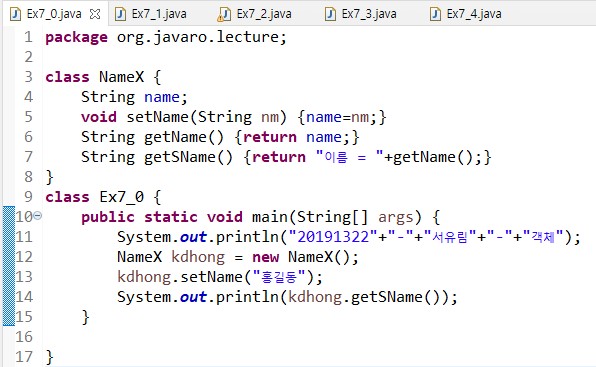 Ex7_0.java Ex7_1.java Ex7_2.java Ex7_3.java Ex7_4.java
1 package org.javaro.lecture;
2
3 class NameX {
4     String name;
5     void setName(String nm) {name=nm;}
6     String getName() {return name;}
7     String getSName() {return "이름 = "+getName();}
8 }
9 class Ex7_0 {
10     public static void main(String[] args) {
11         System.out.println("20191322"+"-"+"서유림"+"-"+"객체");
12         NameX kdhong = new NameX();
13         kdhong.setName("홍길동");
14         System.out.println(kdhong.getSName());
15     }
16
17 }